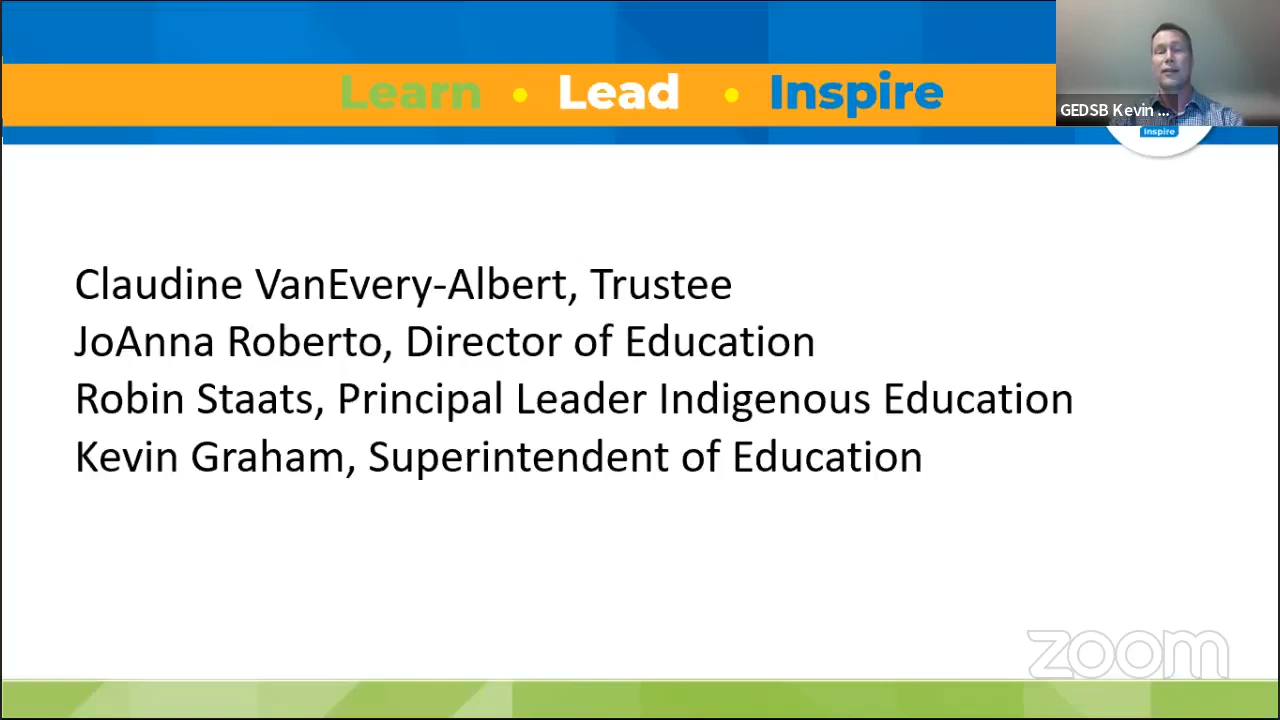 Learn • Lead • Inspire
GEDSB Kevin ...
Inspire
Claudine VanEvery-Albert, Trustee
JoAnna Roberto, Director of Education
Robin Staats, Principal Leader Indigenous Education
Kevin Graham, Superintendent of Education
zoom